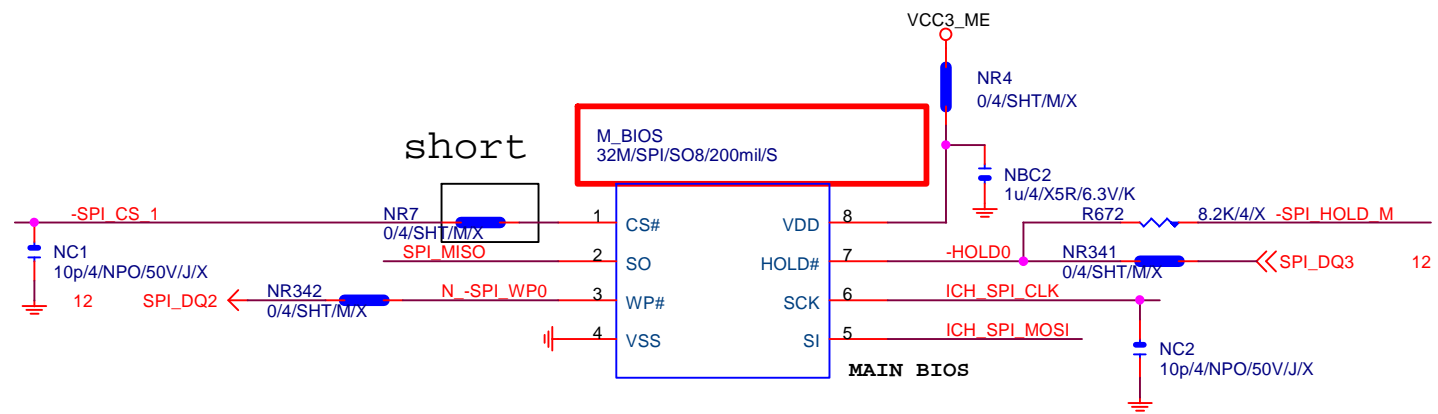 VCC3_ME
NR4
0/4/SHT/M/X
short
M_BIOS
32M/SPI/SO8/200mil/S
NBC2
1u/4/X5R/6.3V/K
-SPI_CS_1
NR7
0/4/SHT/M/X
1
CS#
VDD
8
R672
8.2K/4/X
-SPI_HOLD_M
NC1
10p/4/NPO/50V/J/X
SPI_MISO
2
SO
HOLD#
7
-HOLD0
NR341
0/4/SHT/M/X
SPI_DQ3
12
12
SPI_DQ2
NR342
0/4/SHT/M/X
N_-SPI_WP0
3
WP#
SCK
6
ICH_SPI_CLK
4
VSS
SI
5
ICH_SPI_MOSI
NC2
10p/4/NPO/50V/J/X
MAIN BIOS